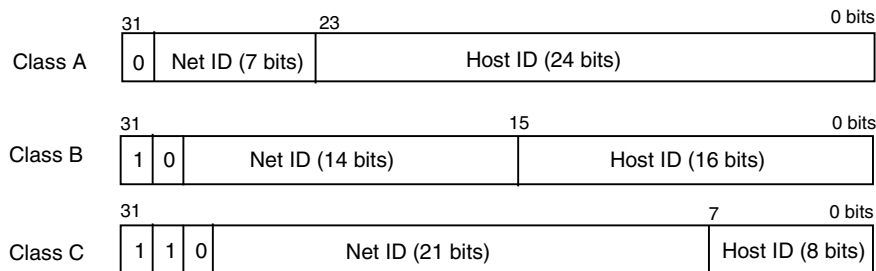 31 23 0 bits
Class A 0 Net ID (7 bits) Host ID (24 bits)
31 15 0 bits
Class B 1 0 Net ID (14 bits) Host ID (16 bits)
31 7 0 bits
Class C 1 1 0 Net ID (21 bits) Host ID (8 bits)